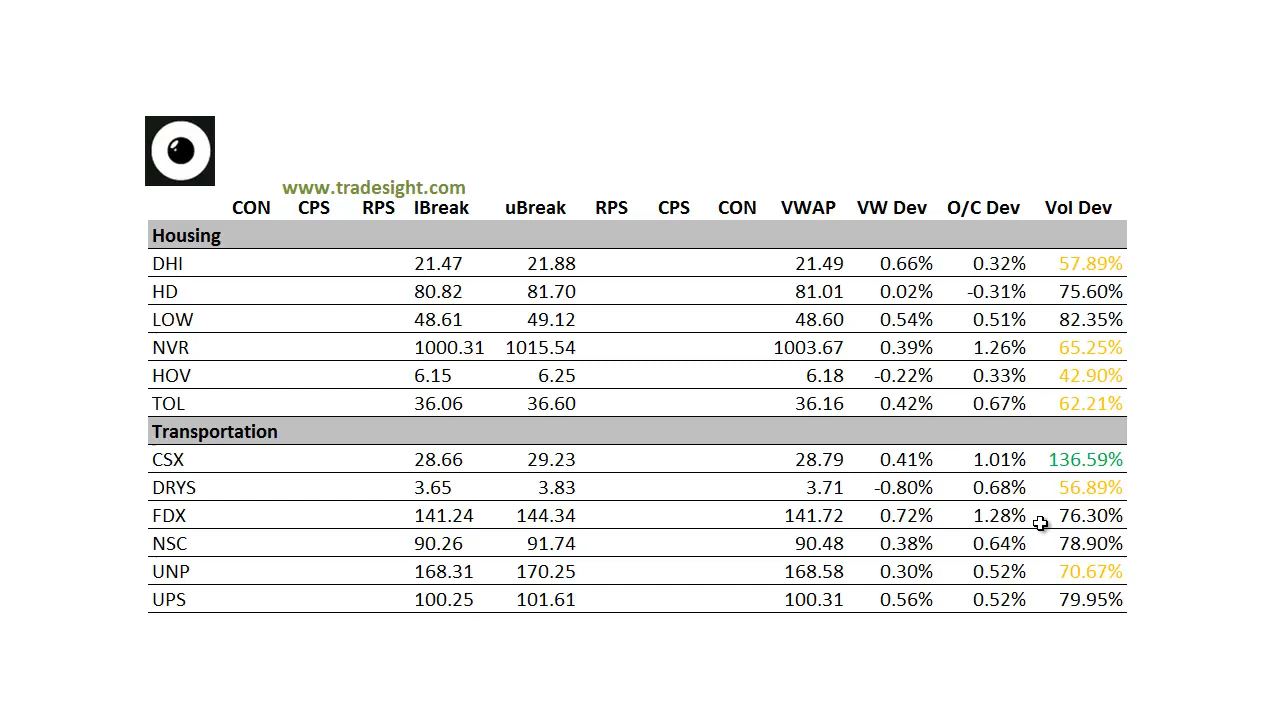 www.tradesight.com
CON CPS RPS lBreak uBreak RPS CPS CON VWAP VW Dev O/C Dev Vol Dev
Housing
DHI 21.47 21.88 21.49 0.66% 0.32% 57.89%
HD 80.82 81.70 81.01 0.02% -0.31% 75.60%
LOW 48.61 49.12 48.60 0.54% 0.51% 82.35%
NVR 1000.31 1015.54 1003.67 0.39% 1.26% 65.25%
HOV 6.15 6.25 6.18 -0.22% 0.33% 42.90%
TOL 36.06 36.60 36.16 0.42% 0.67% 62.21%
Transportation
CSX 28.66 29.23 28.79 0.41% 1.01% 136.59%
DRYS 3.65 3.83 3.71 -0.80% 0.68% 56.89%
FDX 141.24 144.34 141.72 0.72% 1.28% 76.30%
NSC 90.26 91.74 90.48 0.38% 0.64% 78.90%
UNP 168.31 170.25 168.58 0.30% 0.52% 70.67%
UPS 100.25 101.61 100.31 0.56% 0.52% 79.95%